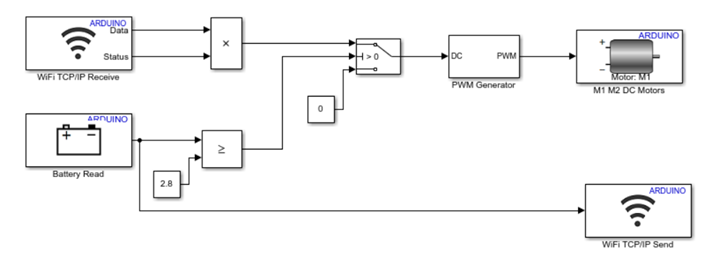 ARDUINO
Data
Status
WiFi TCP/IP Receive
×
> 0
DC
PWM
PWM Generator
ARDUINO
+
−
Motor: M1
M1 M2 DC Motors
0
ARDUINO
+ −
Battery Read
≥
2.8
ARDUINO
WiFi TCP/IP Send